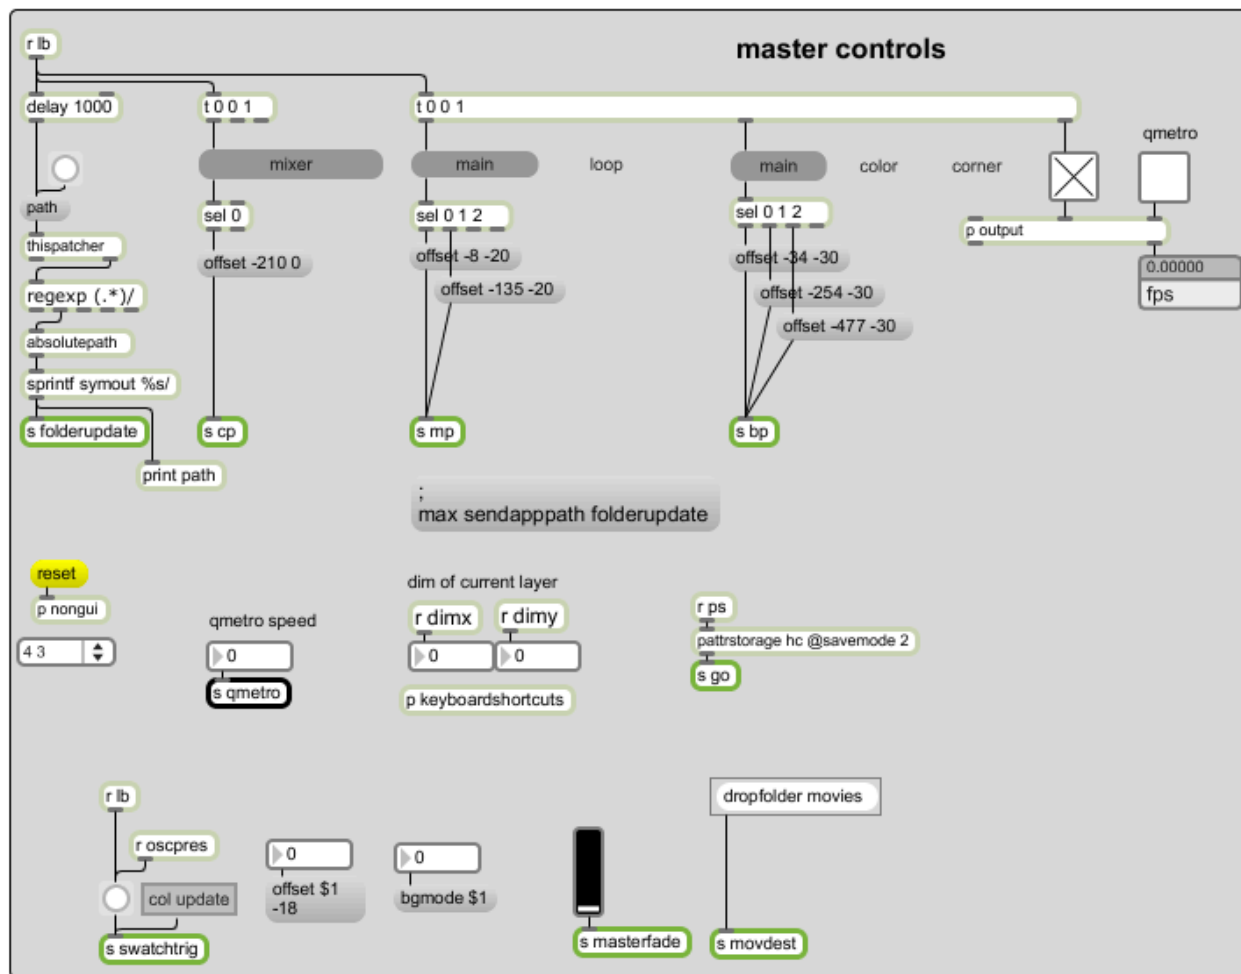 r lb
master controls
delay 1000
t 0 0 1
t 0 0 1
qmetro
mixer
main
loop
main
color
corner
path
sel 0
sel 0 1 2
sel 0 1 2
p output
thispatcher
offset -210 0
offset -8 -20
offset -34 -30
0.00000
fps
regexp (.*)/
offset -135 -20
offset -254 -30
offset -477 -30
absolutepath
sprintf symout %s/
s folderupdate
s cp
s mp
s bp
print path
;
max sendapppath folderupdate
reset
p nongui
4 3
qmetro speed
0
s qmetro
dim of current layer
r dimx
r dimy
0
0
p keyboardshortcuts
r ps
pattrstorage hc @savemode 2
s go
r lb
r oscpres
col update
s swatchtrig
0
offset $1
-18
0
bgmode $1
s masterfade
dropfolder movies
s movdest